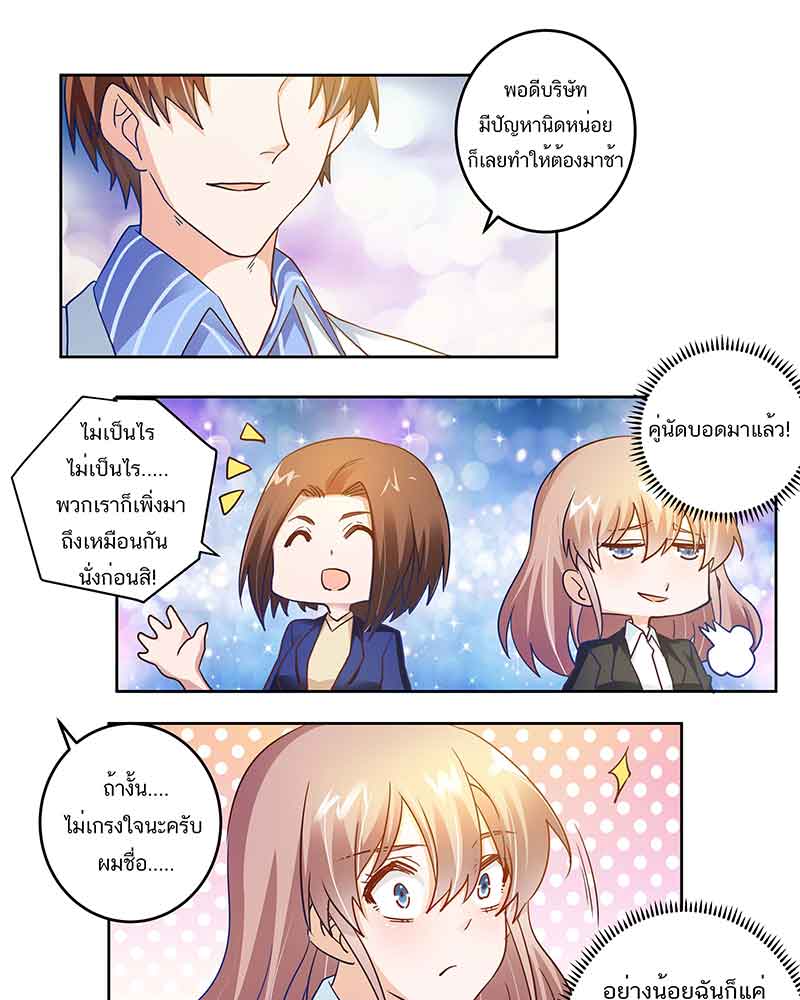 พอดีบริษัท
มีปัญหานิดหน่อย
ก็เลยทำให้ต้องมาช้า
คู่นัดบอดมาแล้ว!
ไม่เป็นไร
ไม่เป็นไร.....
พวกเราก็เพิ่งมา
ถึงเหมือนกัน
นั่งก่อนสิ!
ถ้างั้น....
ไม่เกรงใจนะครับ
ผมชื่อ.....
อย่างน้อยฉันก็แค่